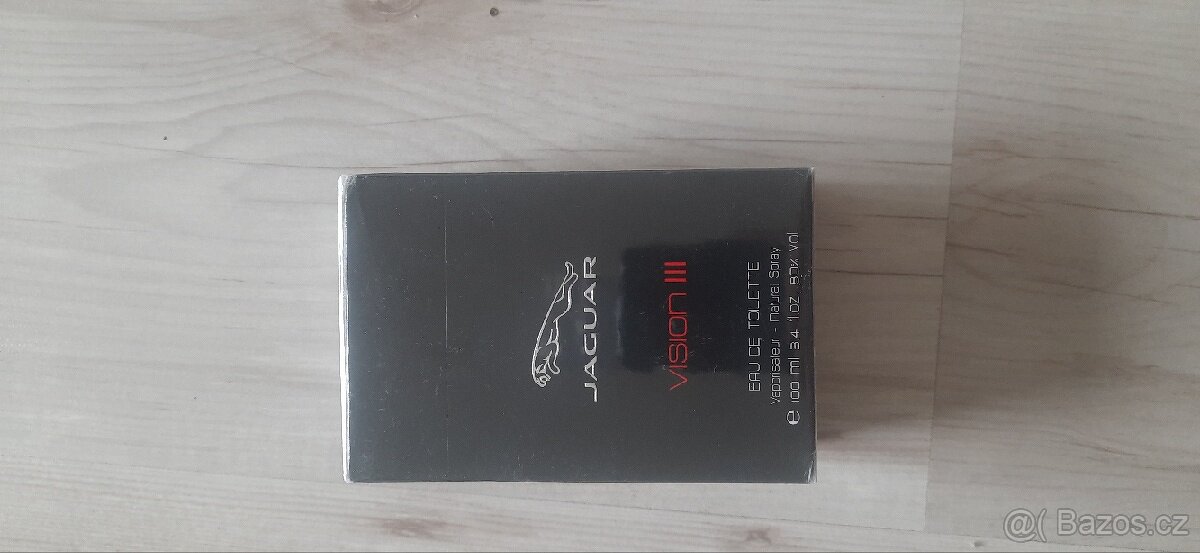 JAGUAR
VISION III
EAU DE TOILETTE
Vaporisateur - Natural Spray
e 100 ml 3.4 fl oz 87% vol
@( Bazos.cz